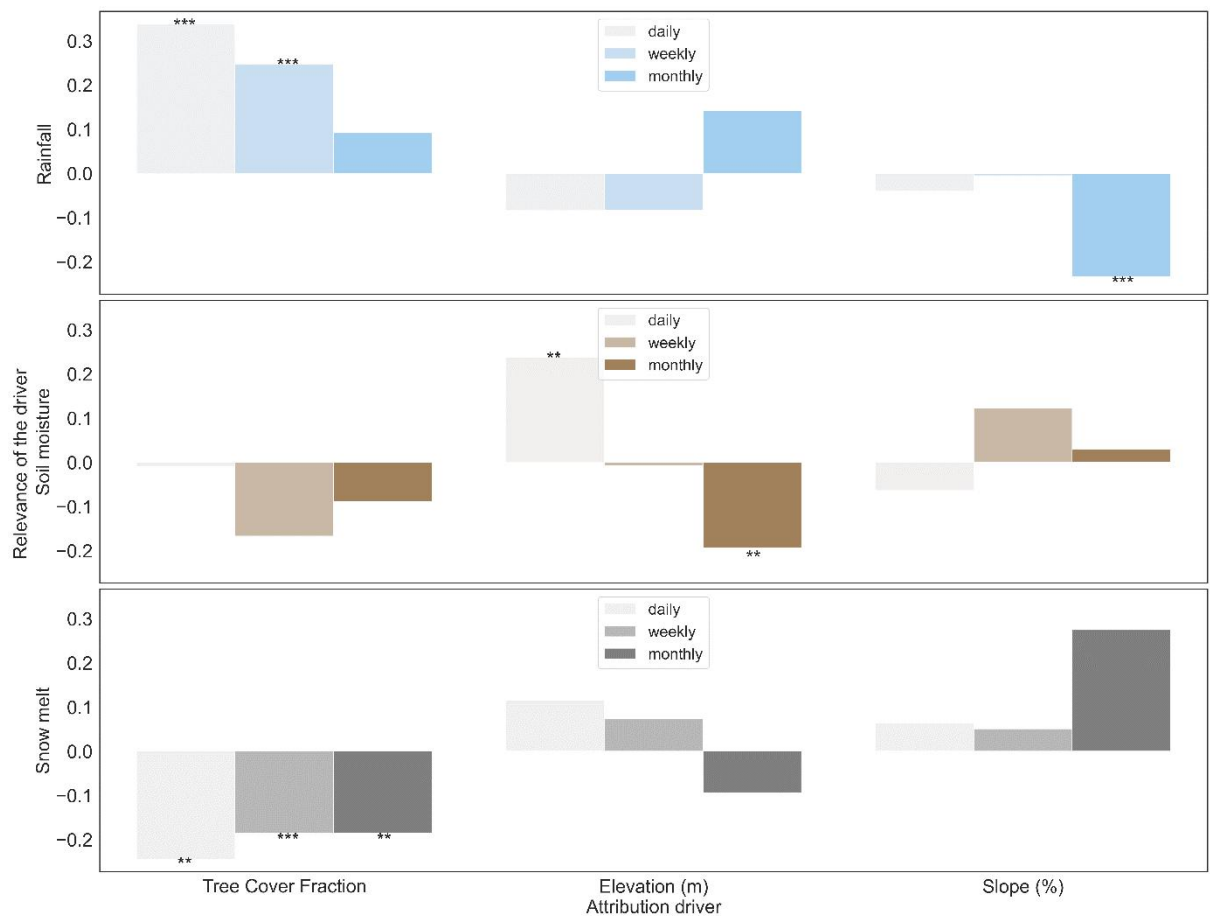 0.3
0.2
0.1
0.0
−0.1
−0.2
Rainfall
daily
weekly
monthly
***
***
***
0.3
0.2
0.1
0.0
−0.1
−0.2
Relevance of the driver
Soil moisture
daily
weekly
monthly
**
**
0.3
0.2
0.1
0.0
−0.1
−0.2
Snow melt
daily
weekly
monthly
**
***
**
Tree Cover Fraction
Elevation (m)
Slope (%)
Attribution driver